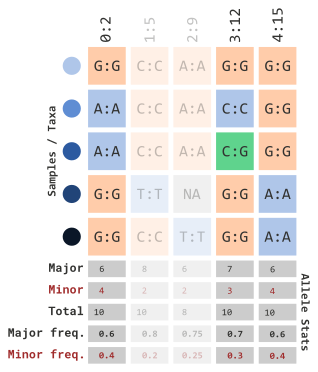 0:2 1:5 2:9 3:12 4:15
Samples / Taxa
G:G C:C A:A G:G G:G
A:A C:C A:A C:C G:G
A:A C:C A:A C:G G:G
G:G T:T NA G:G A:A
G:G C:C T:T G:G A:A
Major 6 8 6 7 6
Minor 4 2 2 3 4
Total 10 10 8 10 10
Major freq. 0.6 0.8 0.75 0.7 0.6
Minor freq. 0.4 0.2 0.25 0.3 0.4
Allele Stats